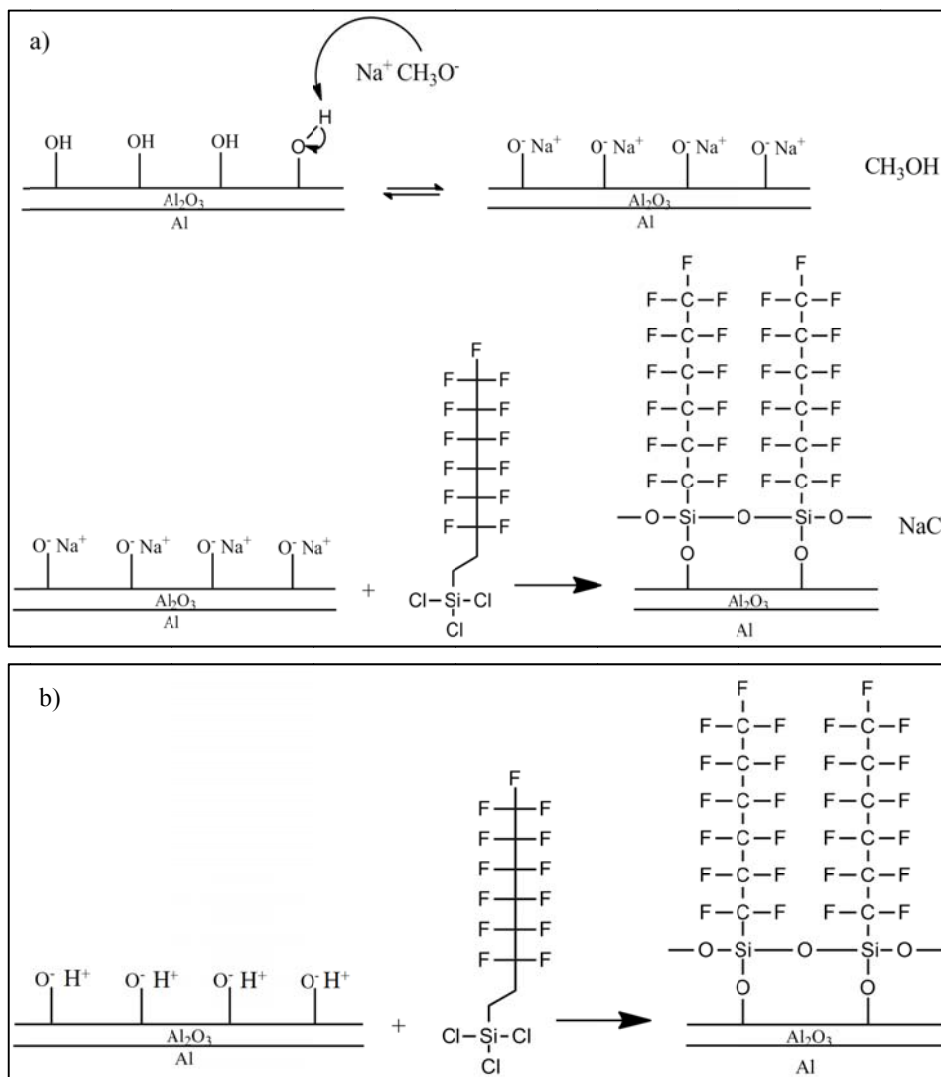 a)
Na⁺ CH₃O⁻
H
OH OH OH O
O⁻ Na⁺ O⁻ Na⁺ O⁻ Na⁺ O⁻ Na⁺
CH₃OH
Al₂O₃ Al₂O₃
Al Al
F F
F C F F C F
F C F F C F
F C F F C F
F C F F C F
F C F F C F
F C F F C F
O Si O Si O
O O
Al₂O₃
Al
NaC
F
F F
F F
F F
F F
F F
F F
Cl Si Cl
Cl
O⁻ Na⁺ O⁻ Na⁺ O⁻ Na⁺ O⁻ Na⁺
+
Al₂O₃
Al
b)
F F
F C F F C F
F C F F C F
F C F F C F
F C F F C F
F C F F C F
F C F F C F
O Si O Si O
O O
Al₂O₃
Al
F
F F
F F
F F
F F
F F
F F
Cl Si Cl
Cl
O⁻ H⁺ O⁻ H⁺ O⁻ H⁺ O⁻ H⁺
+
Al₂O₃
Al